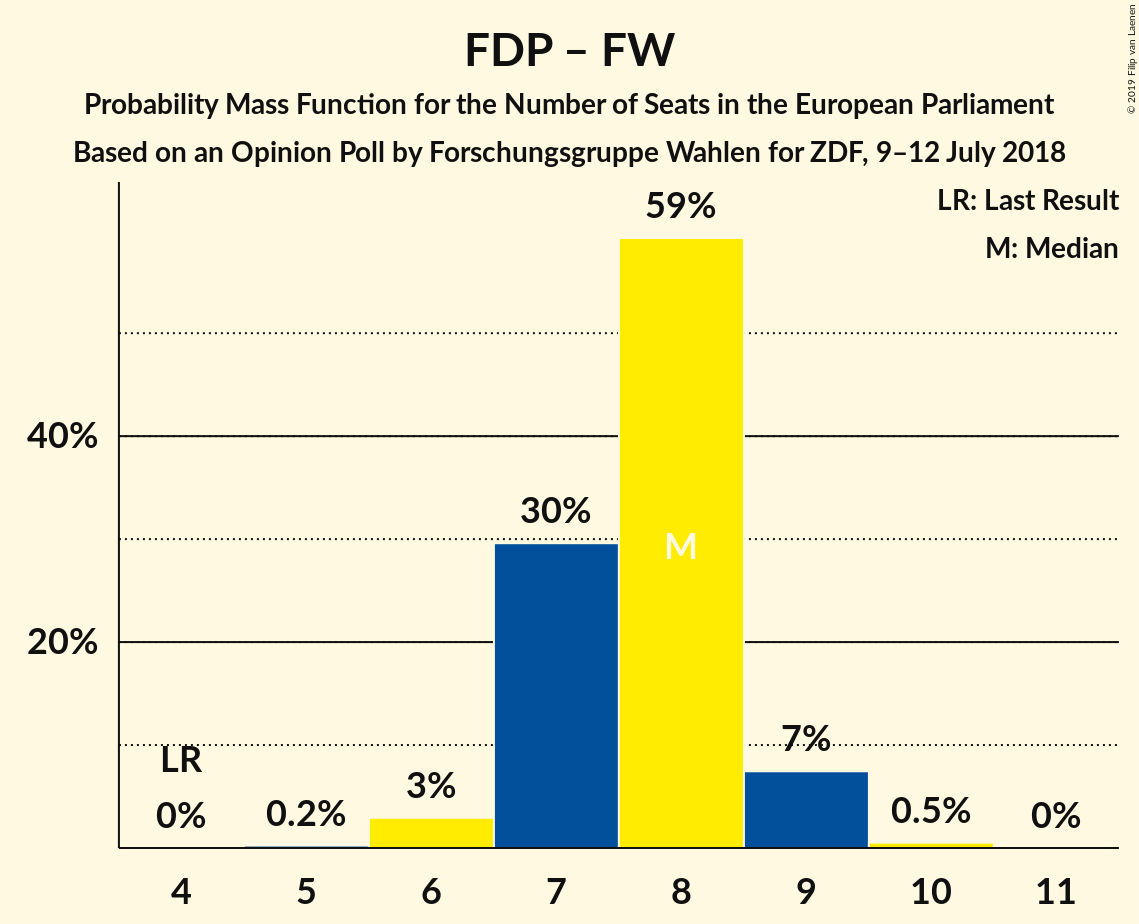 FDP – FW
Probability Mass Function for the Number of Seats in the European Parliament
Based on an Opinion Poll by Forschungsgruppe Wahlen for ZDF, 9–12 July 2018
© 2019 Filip van Laenen
LR: Last Result
M: Median
59%
40%
30%
M
20%
LR
7%
3%
0%
0.2%
0.5%
0%
4 5 6 7 8 9 10 11